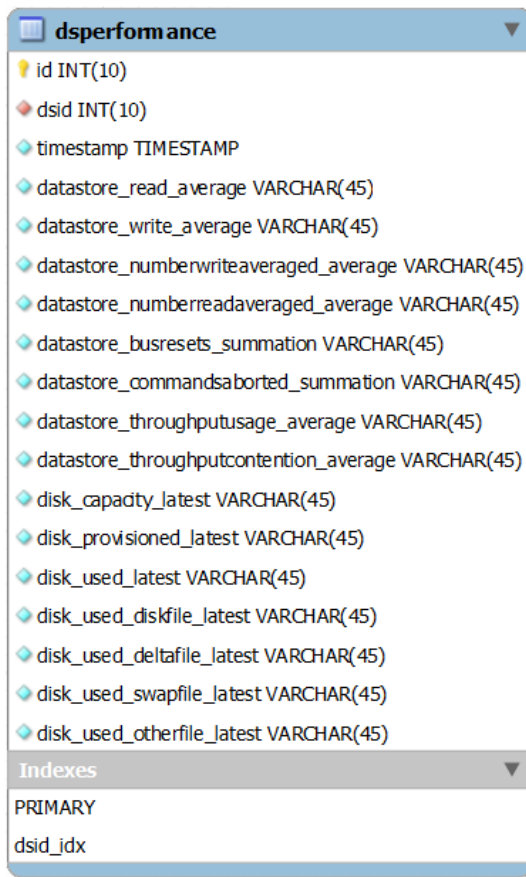 dsperformance
id INT(10)
dsid INT(10)
timestamp TIMESTAMP
datastore_read_average VARCHAR(45)
datastore_write_average VARCHAR(45)
datastore_numberwriteaveraged_average VARCHAR(45)
datastore_numberreadaveraged_average VARCHAR(45)
datastore_busresets_summation VARCHAR(45)
datastore_commandsaborted_summation VARCHAR(45)
datastore_throughputusage_average VARCHAR(45)
datastore_throughputcontention_average VARCHAR(45)
disk_capacity_latest VARCHAR(45)
disk_provisioned_latest VARCHAR(45)
disk_used_latest VARCHAR(45)
disk_used_diskfile_latest VARCHAR(45)
disk_used_deltafile_latest VARCHAR(45)
disk_used_swapfile_latest VARCHAR(45)
disk_used_otherfile_latest VARCHAR(45)
Indexes
PRIMARY
dsid_idx